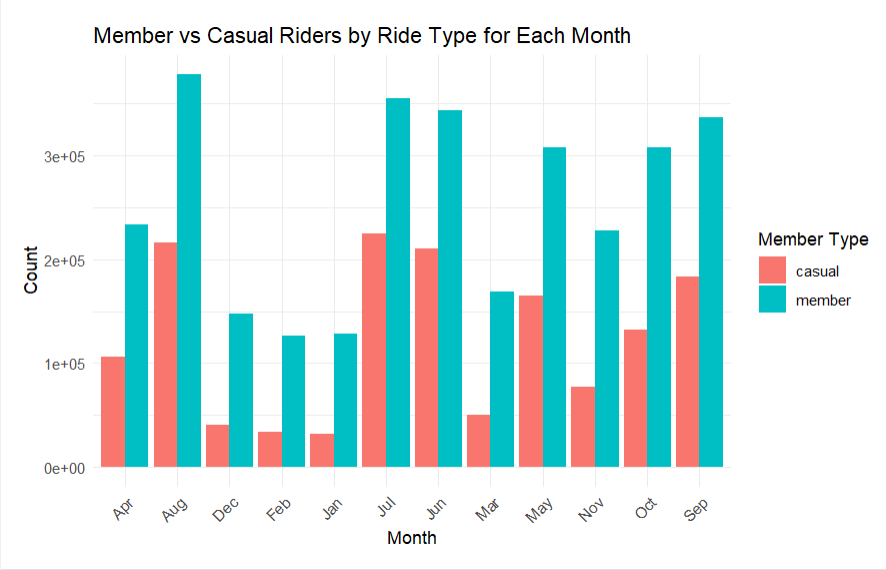 Member vs Casual Riders by Ride Type for Each Month
Count
3e+05
2e+05
1e+05
0e+00
Apr
Aug
Dec
Feb
Jan
Jul
Jun
Mar
May
Nov
Oct
Sep
Month
Member Type
casual
member